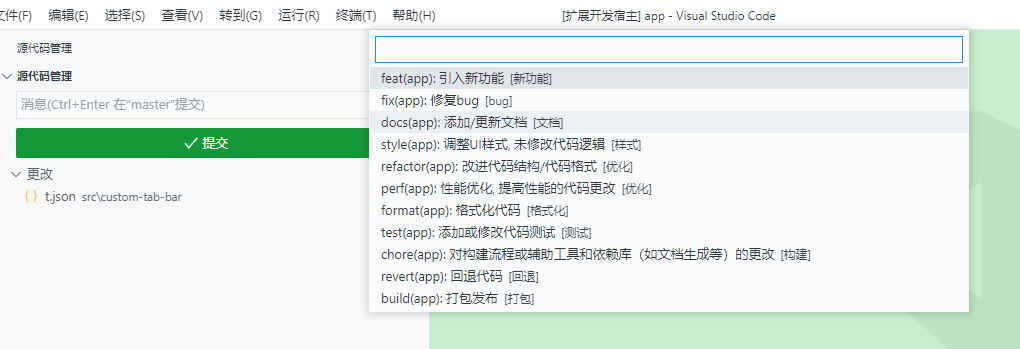 文件(F) 编辑(E) 选择(S) 查看(V) 转到(G) 运行(R) 终端(T) 帮助(H) [扩展开发宿主] app - Visual Studio Code
源代码管理
源代码管理
消息(Ctrl+Enter 在"master"提交)
提交
更改
{ } t.json src\custom-tab-bar
feat(app): 引入新功能 [新功能]
fix(app): 修复bug [bug]
docs(app): 添加/更新文档 [文档]
style(app): 调整UI样式, 未修改代码逻辑 [样式]
refactor(app): 改进代码结构/代码格式 [优化]
perf(app): 性能优化, 提高性能的代码更改 [优化]
format(app): 格式化代码 [格式化]
test(app): 添加或修改代码测试 [测试]
chore(app): 对构建流程或辅助工具和依赖库（如文档生成等）的更改 [构建]
revert(app): 回退代码 [回退]
build(app): 打包发布 [打包]